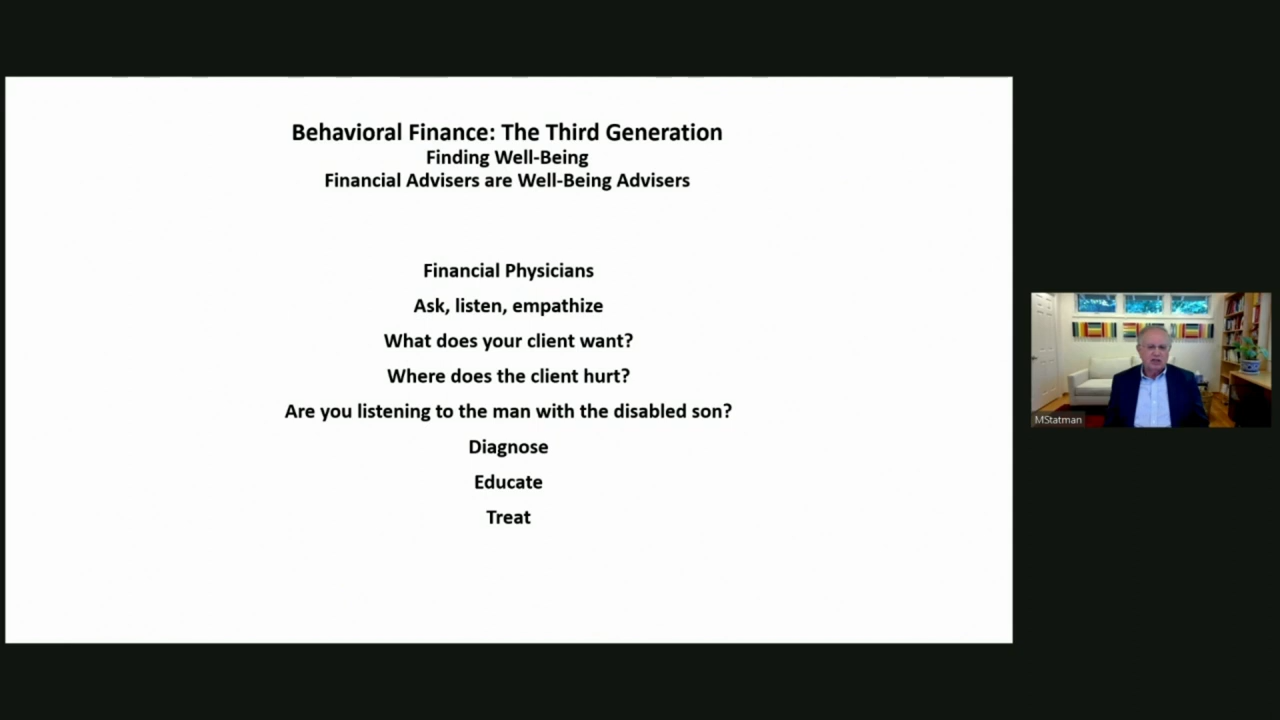 Behavioral Finance: The Third Generation
Finding Well-Being
Financial Advisers are Well-Being Advisers
Financial Physicians
Ask, listen, empathize
What does your client want?
Where does the client hurt?
Are you listening to the man with the disabled son?
Diagnose
Educate
Treat
MStatman